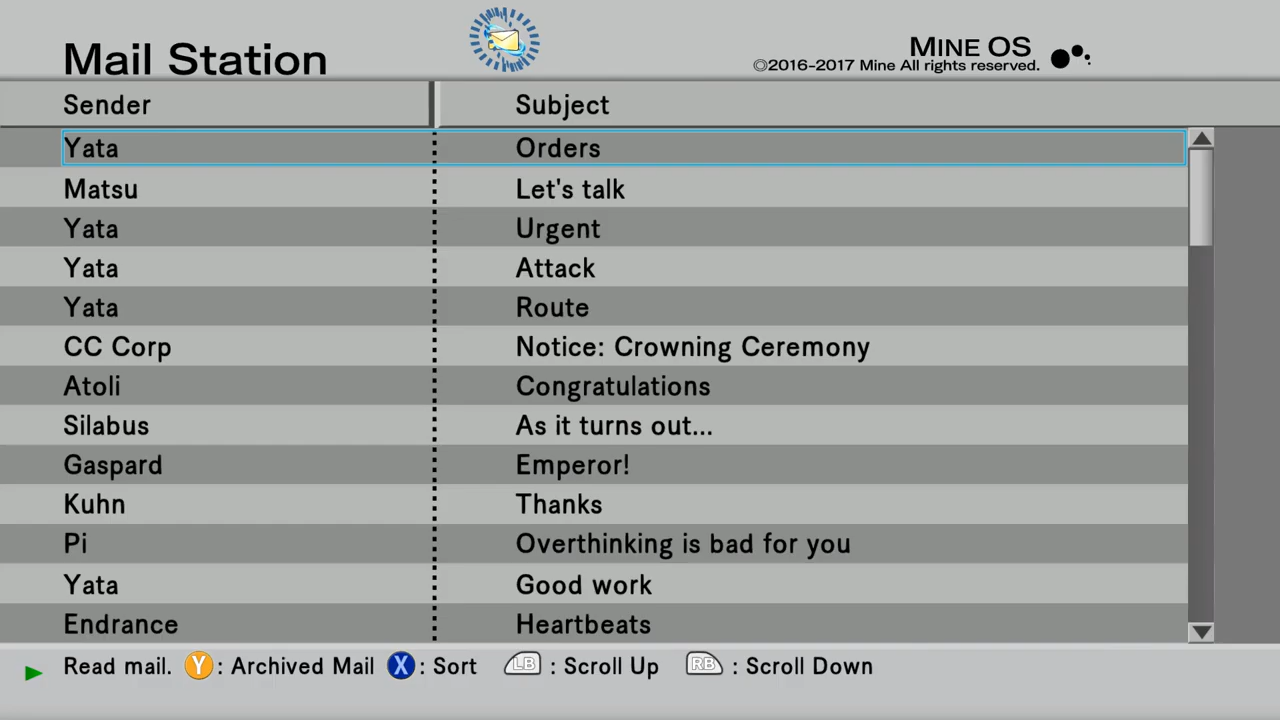 Mail Station
MINE OS
©2016-2017 Mine All rights reserved.
Sender Subject
Yata Orders
Matsu Let's talk
Yata Urgent
Yata Attack
Yata Route
CC Corp Notice: Crowning Ceremony
Atoli Congratulations
Silabus As it turns out...
Gaspard Emperor!
Kuhn Thanks
Pi Overthinking is bad for you
Yata Good work
Endrance Heartbeats
Read mail. Y : Archived Mail X : Sort LB : Scroll Up RB : Scroll Down